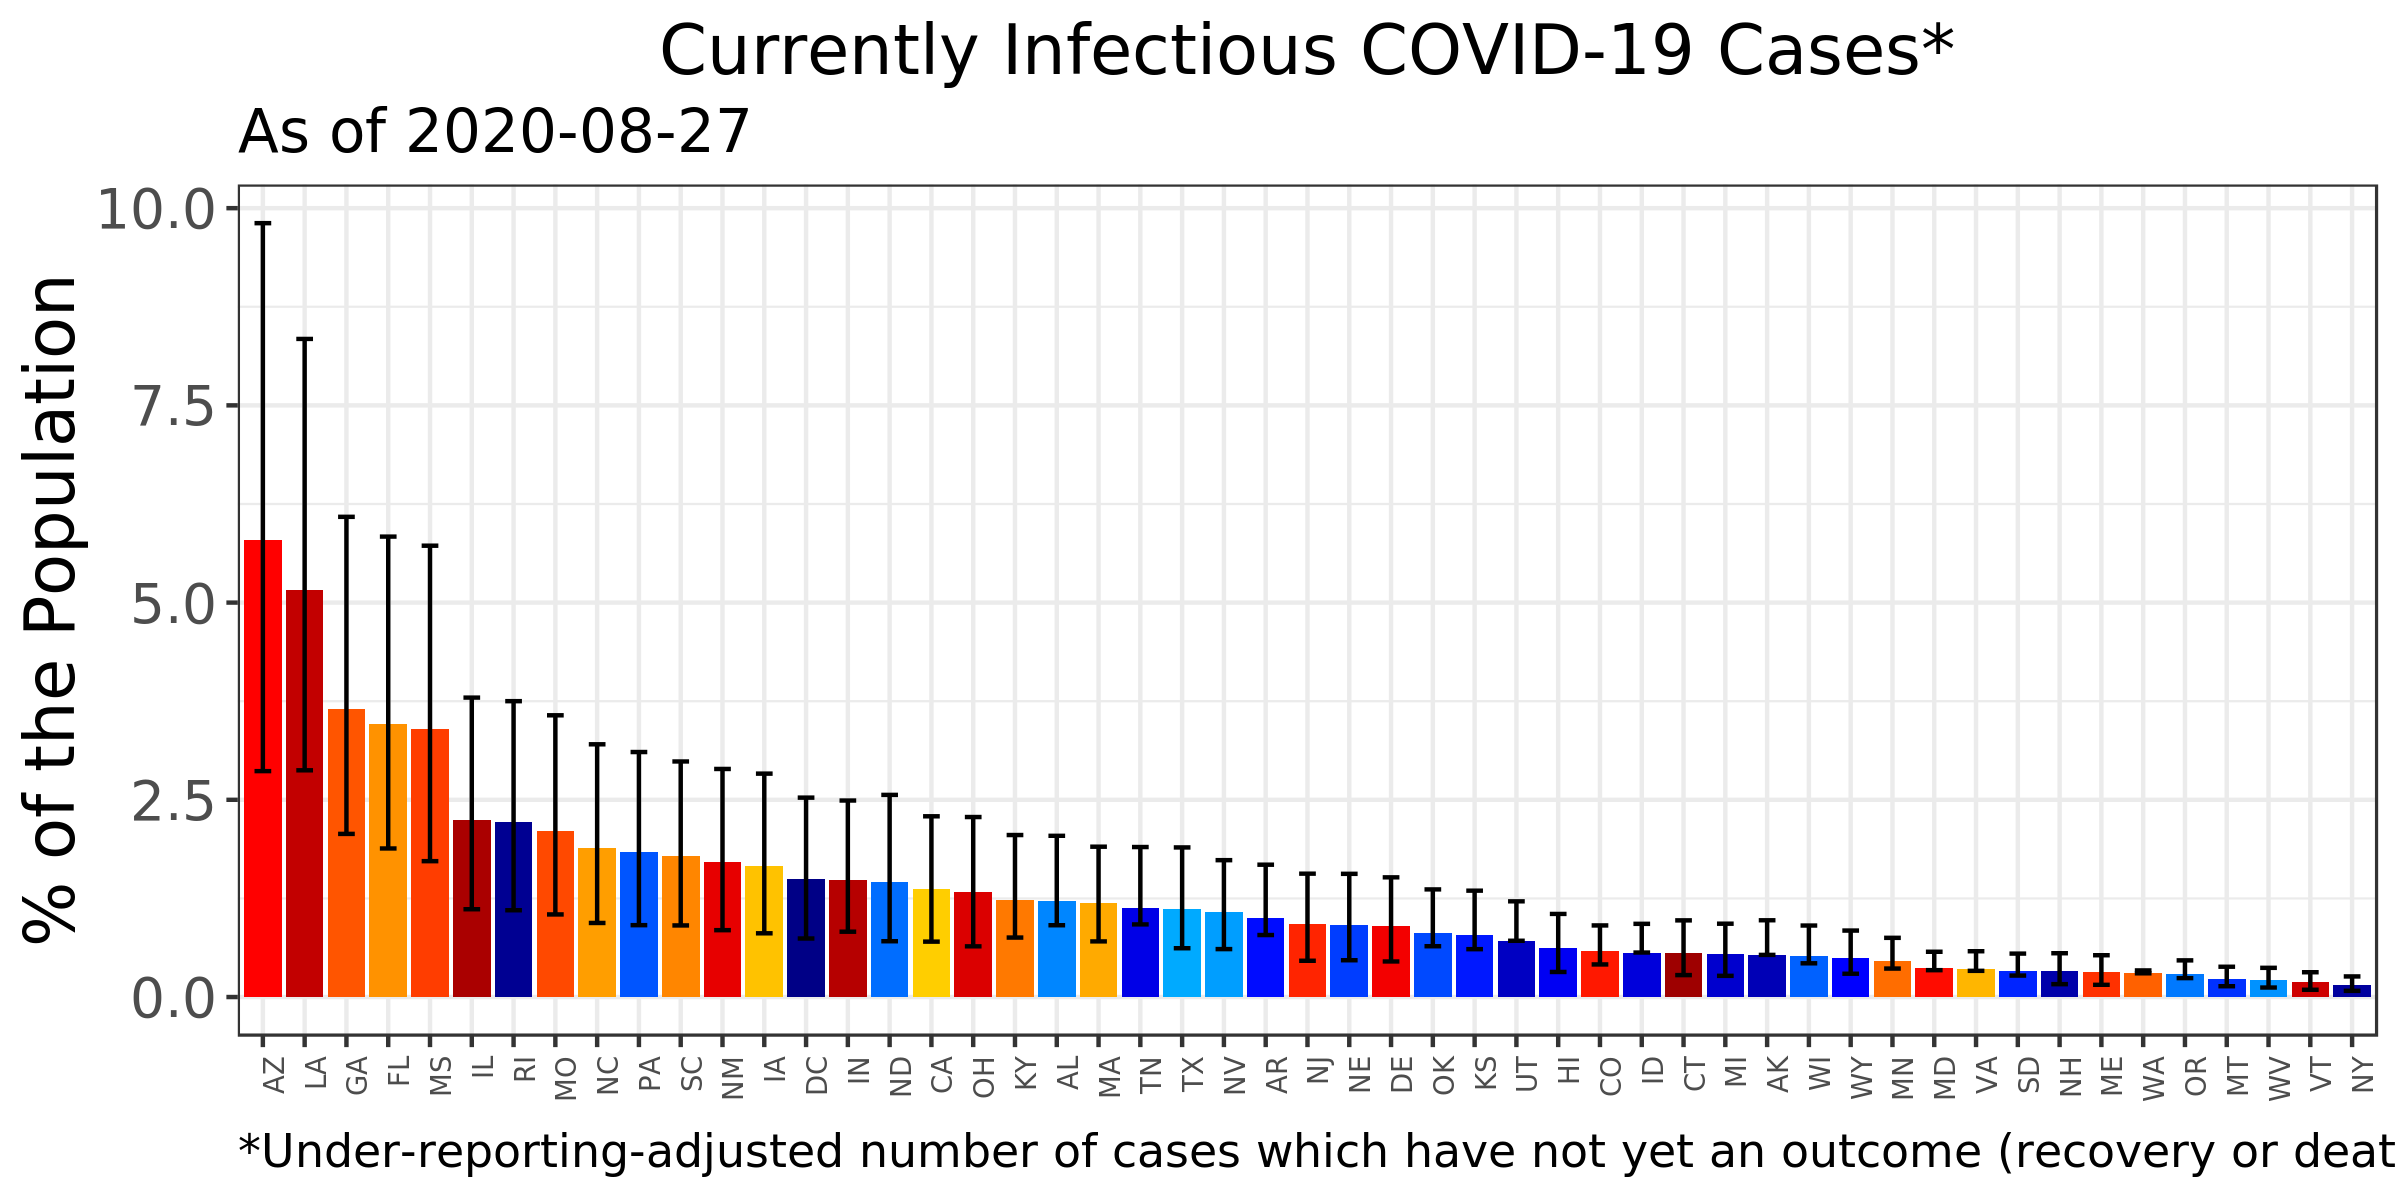 Currently Infectious COVID-19 Cases*
As of 2020-08-27
% of the Population
10.0
7.5
5.0
2.5
0.0
AZ LA GA FL MS IL RI MO NC PA SC NM IA DC IN ND CA OH KY AL MA TN TX NV AR NJ NE DE OK KS UT HI CO ID CT MI AK WI WY MN MD VA SD NH ME WA OR MT WV VT NY
*Under-reporting-adjusted number of cases which have not yet an outcome (recovery or deat